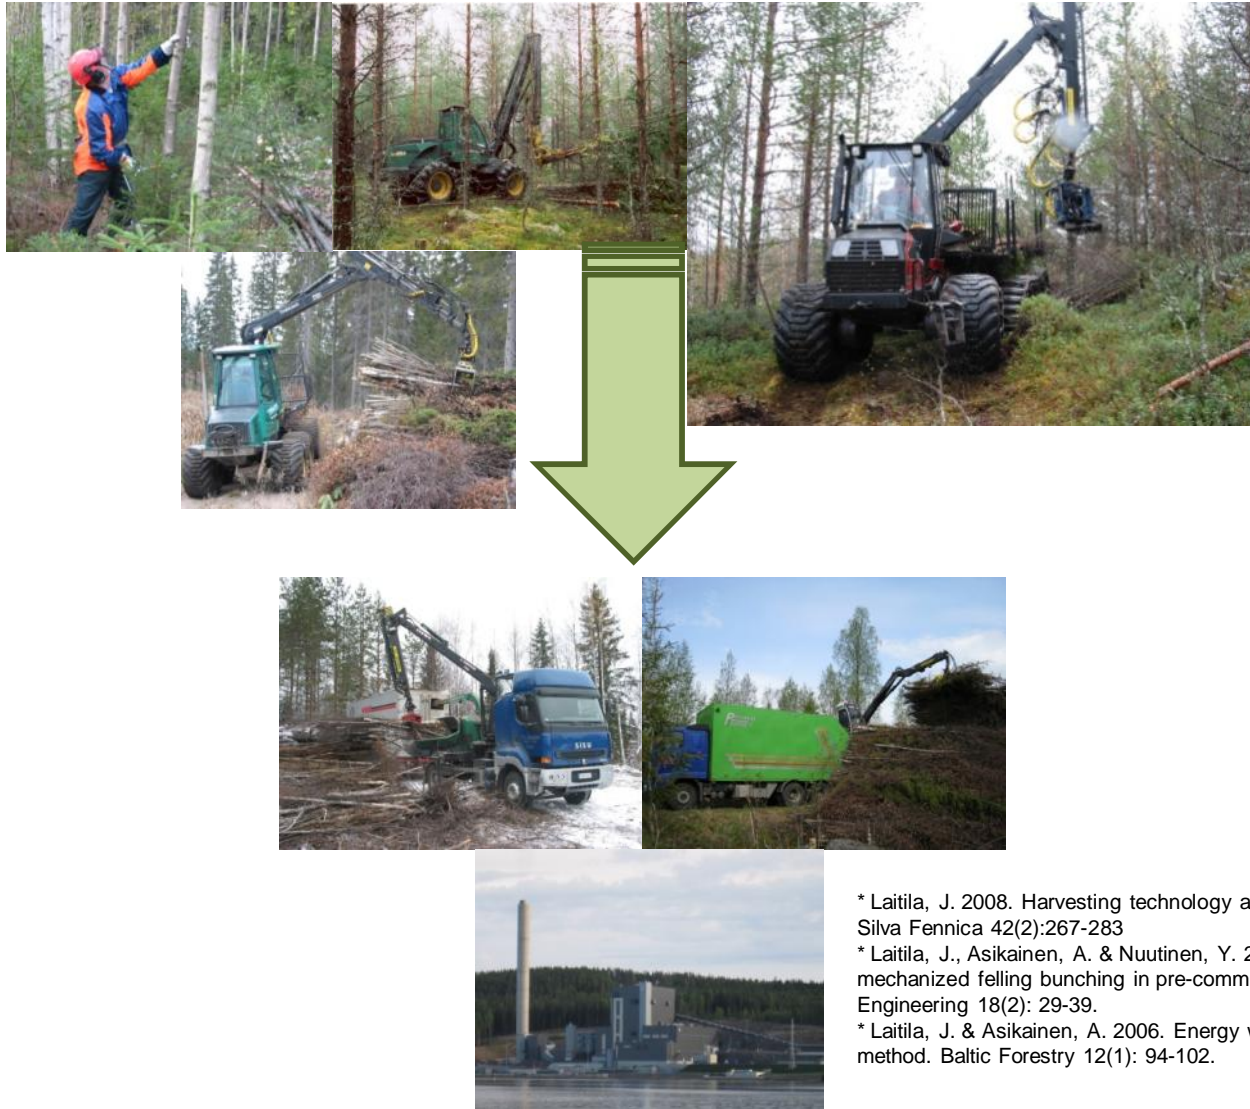 SISU
* Laitila, J. 2008. Harvesting technology a
Silva Fennica 42(2):267-283
* Laitila, J., Asikainen, A. & Nuutinen, Y. 2
mechanized felling bunching in pre-comm
Engineering 18(2): 29-39.
* Laitila, J. & Asikainen, A. 2006. Energy w
method. Baltic Forestry 12(1): 94-102.